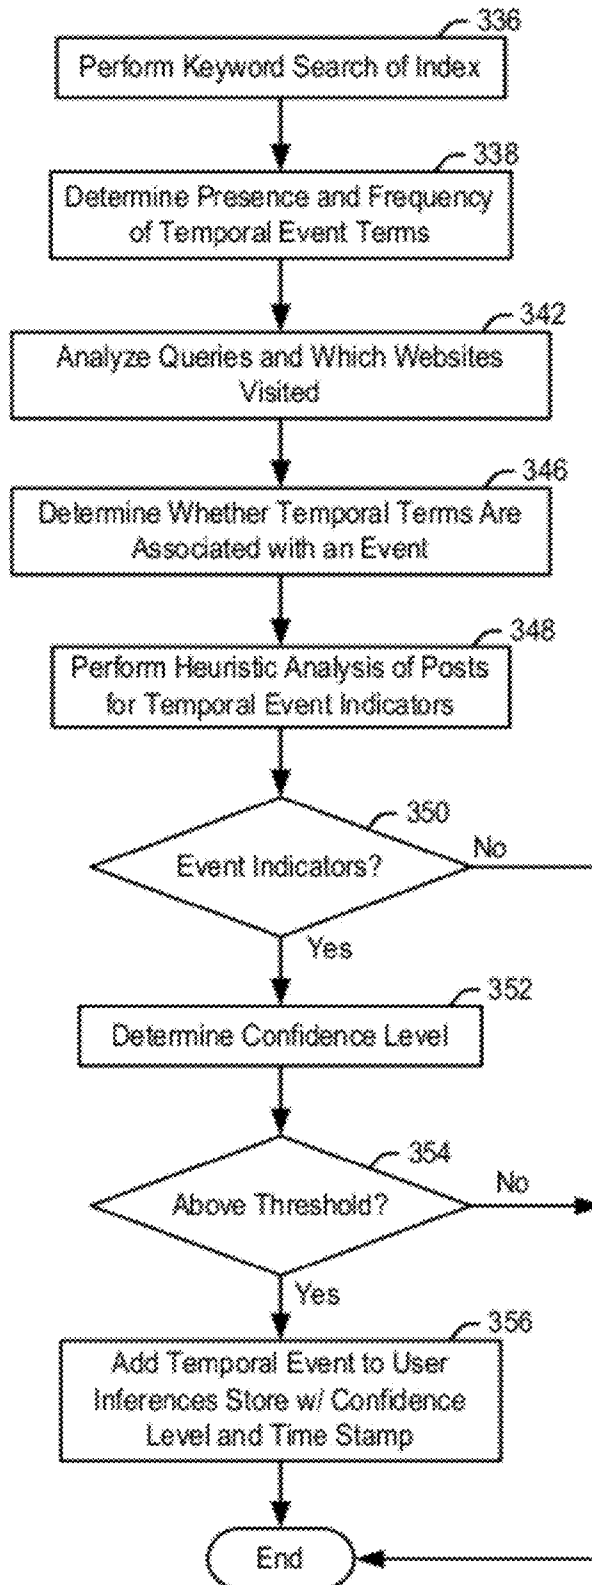 336
Perform Keyword Search of Index
338
Determine Presence and Frequency
of Temporal Event Terms
342
Analyze Queries and Which Websites
Visited
346
Determine Whether Temporal Terms Are
Associated with an Event
348
Perform Heuristic Analysis of Posts
for Temporal Event Indicators
350
Event Indicators?
No
Yes
352
Determine Confidence Level
354
Above Threshold?
No
Yes
356
Add Temporal Event to User
Inferences Store w/ Confidence
Level and Time Stamp
End